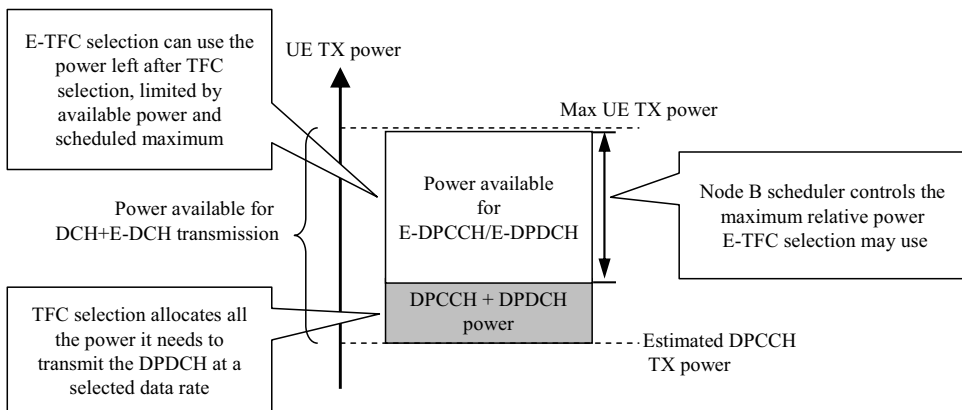 E-TFC selection can use the
power left after TFC
selection, limited by
available power and
scheduled maximum
UE TX power
Max UE TX power
Power available
for
E-DPCCH/E-DPDCH
Node B scheduler controls the
maximum relative power
E-TFC selection may use
Power available for
DCH+E-DCH transmission
TFC selection allocates all
the power it needs to
transmit the DPDCH at a
selected data rate
DPCCH + DPDCH
power
Estimated DPCCH
TX power